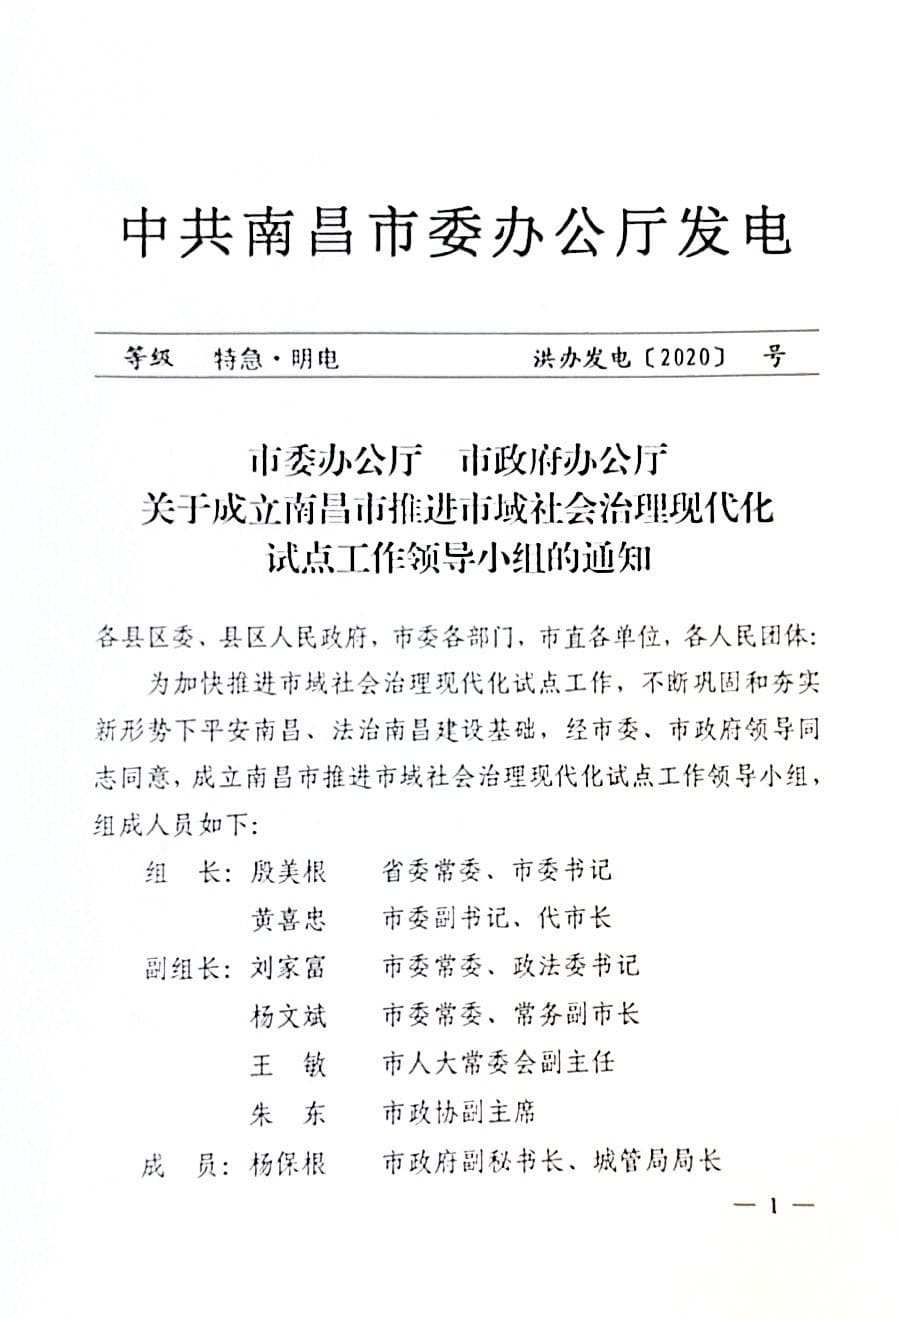 中共南昌市委办公厅发电
等级 特急·明电 洪办发电〔2020〕 号
市委办公厅 市政府办公厅
关于成立南昌市推进市域社会治理现代化
试点工作领导小组的通知
各县区委、县区人民政府，市委各部门，市直各单位，各人民团体：
为加快推进市域社会治理现代化试点工作，不断巩固和夯实
新形势下平安南昌、法治南昌建设基础，经市委、市政府领导同
志同意，成立南昌市推进市域社会治理现代化试点工作领导小组，
组成人员如下：
组 长：殷美根 省委常委、市委书记
黄喜忠 市委副书记、代市长
副组长：刘家富 市委常委、政法委书记
杨文斌 市委常委、常务副市长
王 敏 市人大常委会副主任
朱 东 市政协副主席
成 员：杨保根 市政府副秘书长、城管局局长
— 1 —